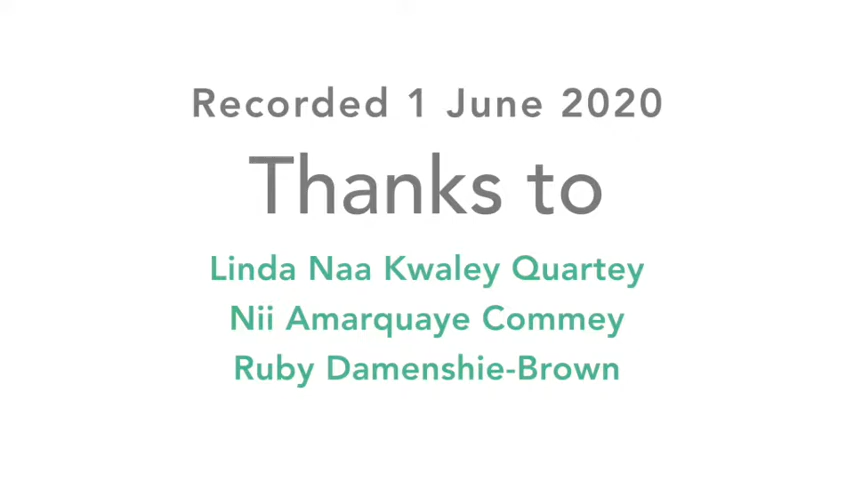 Recorded 1 June 2020
Thanks to
Linda Naa Kwaley Quartey
Nii Amarquaye Commey
Ruby Damenshie-Brown